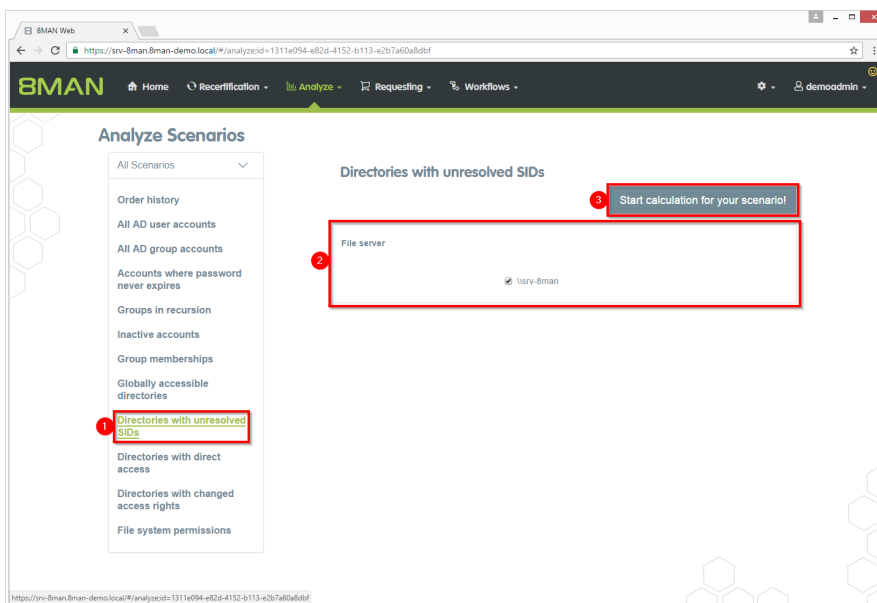 8MAN Web
https://srv-8man.8man-demo.local/#/analyze;id=1311e094-e82d-4152-b113-e2b7a60a8dbf
8MAN Home Recertification Analyze Requesting Workflows demoadmin
Analyze Scenarios
All Scenarios
Order history
All AD user accounts
All AD group accounts
Accounts where password
never expires
Groups in recursion
Inactive accounts
Group memberships
Globally accessible
directories
1
Directories with unresolved
SIDs
Directories with direct
access
Directories with changed
access rights
File system permissions
Directories with unresolved SIDs
3
Start calculation for your scenario!
2
File server
\\srv-8man
https://srv-8man.8man-demo.local/#/analyze;id=1311e094-e82d-4152-b113-e2b7a60a8dbf